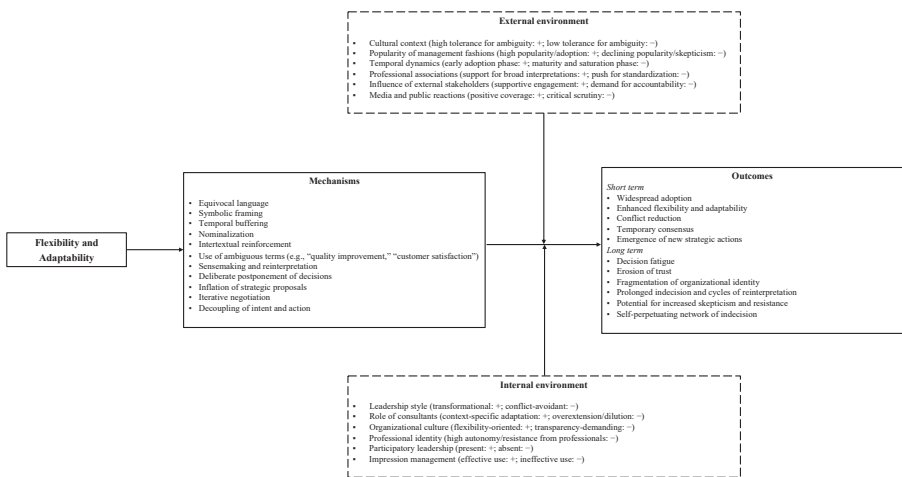 External environment
• Cultural context (high tolerance for ambiguity: +; low tolerance for ambiguity: −)
• Popularity of management fashions (high popularity/adoption: +; declining popularity/skepticism: −)
• Temporal dynamics (early adoption phase: +; maturity and saturation phase: −)
• Professional associations (support for broad interpretations: +; push for standardization: −)
• Influence of external stakeholders (supportive engagement: +; demand for accountability: −)
• Media and public reactions (positive coverage: +; critical scrutiny: −)
Flexibility and
Adaptability
Mechanisms
• Equivocal language
• Symbolic framing
• Temporal buffering
• Nominalization
• Intertextual reinforcement
• Use of ambiguous terms (e.g., “quality improvement,” “customer satisfaction”)
• Sensemaking and reinterpretation
• Deliberate postponement of decisions
• Inflation of strategic proposals
• Iterative negotiation
• Decoupling of intent and action
Outcomes
Short term
• Widespread adoption
• Enhanced flexibility and adaptability
• Conflict reduction
• Temporary consensus
• Emergence of new strategic actions
Long term
• Decision fatigue
• Erosion of trust
• Fragmentation of organizational identity
• Prolonged indecision and cycles of reinterpretation
• Potential for increased skepticism and resistance
• Self-perpetuating network of indecision
Internal environment
• Leadership style (transformational: +; conflict-avoidant: −)
• Role of consultants (context-specific adaptation: +; overextension/dilution: −)
• Organizational culture (flexibility-oriented: +; transparency-demanding: −)
• Professional identity (high autonomy/resistance from professionals: −)
• Participatory leadership (present: +; absent: −)
• Impression management (effective use: +; ineffective use: −)